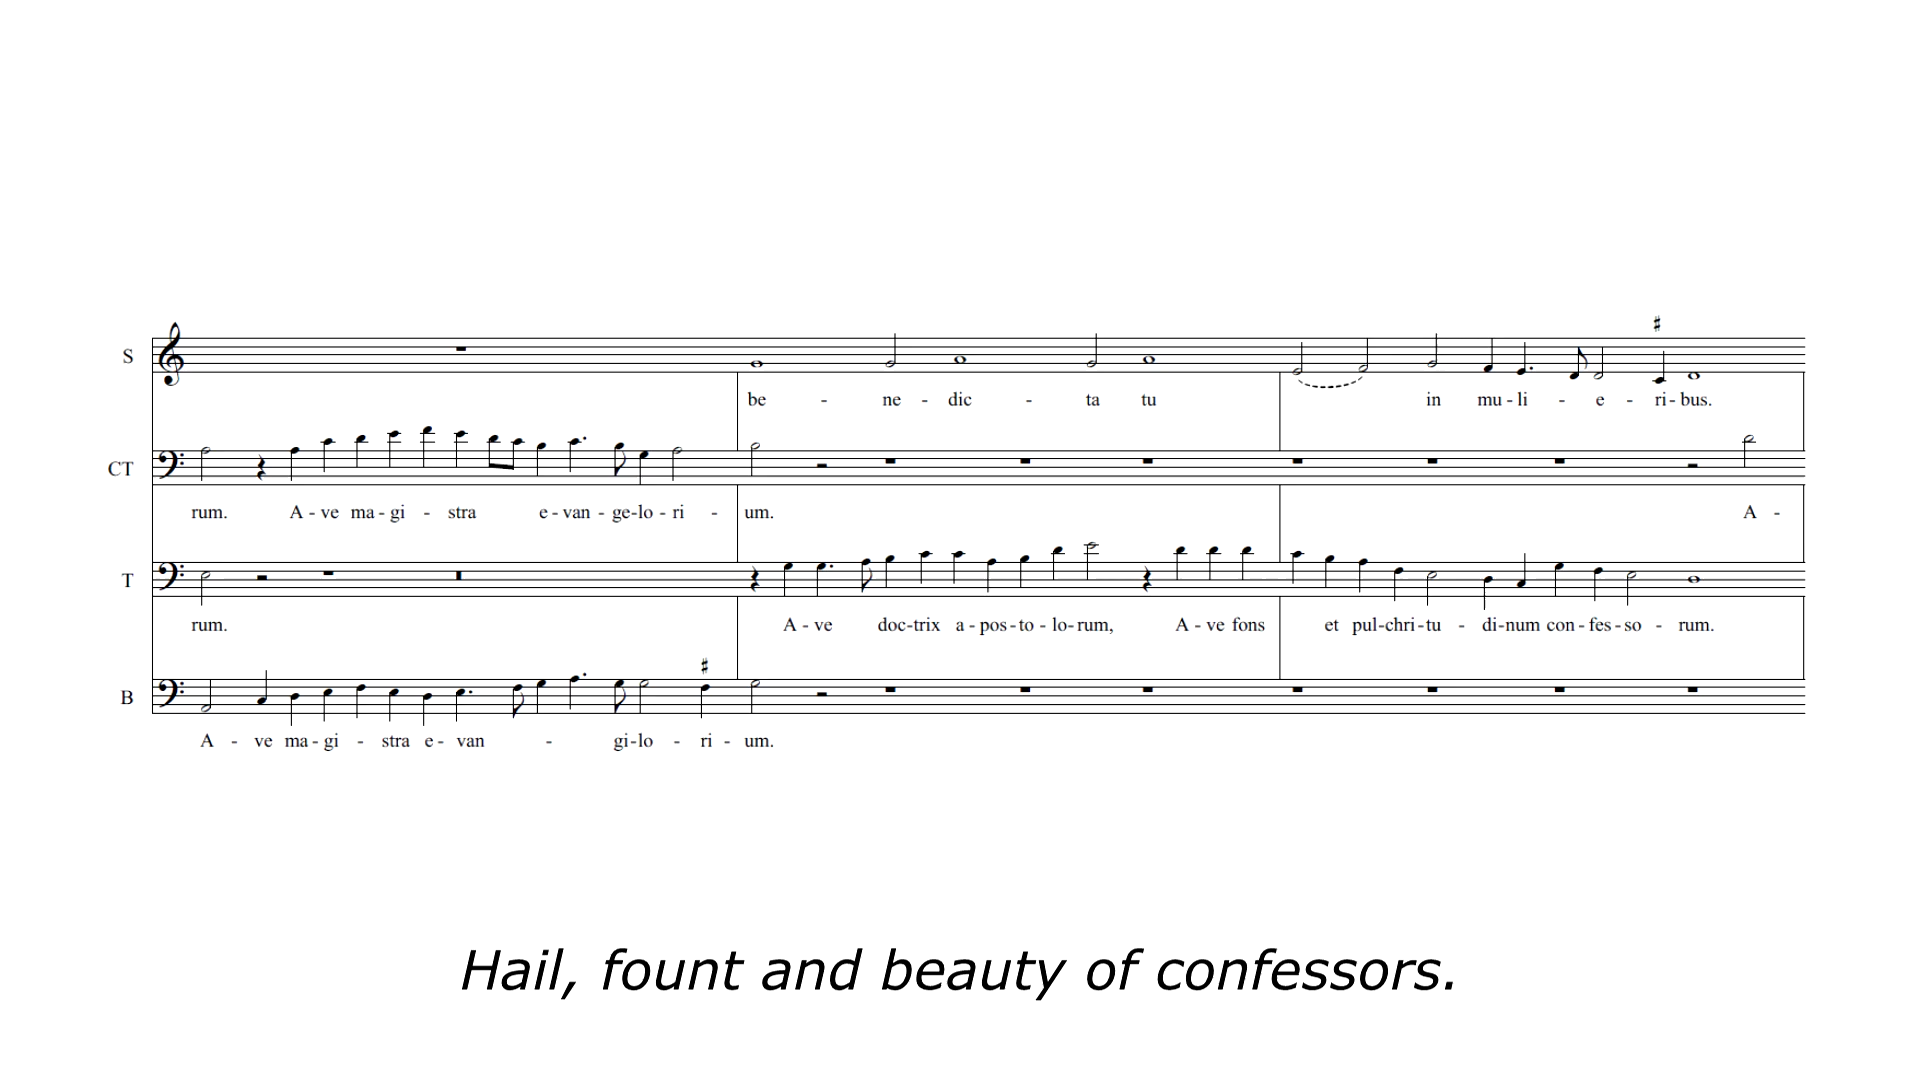 S
be - ne - dic - ta tu in mu - li - e - ri - bus.
CT
rum. A - ve ma - gi - stra e - van - ge - lo - ri - um. A -
T
rum. A - ve doc - trix a - pos - to - lo - rum, A - ve fons et pul - chri - tu - di - num con - fes - so - rum.
B
A - ve ma - gi - stra e - van - gi - lo - ri - um.
Hail, fount and beauty of confessors.